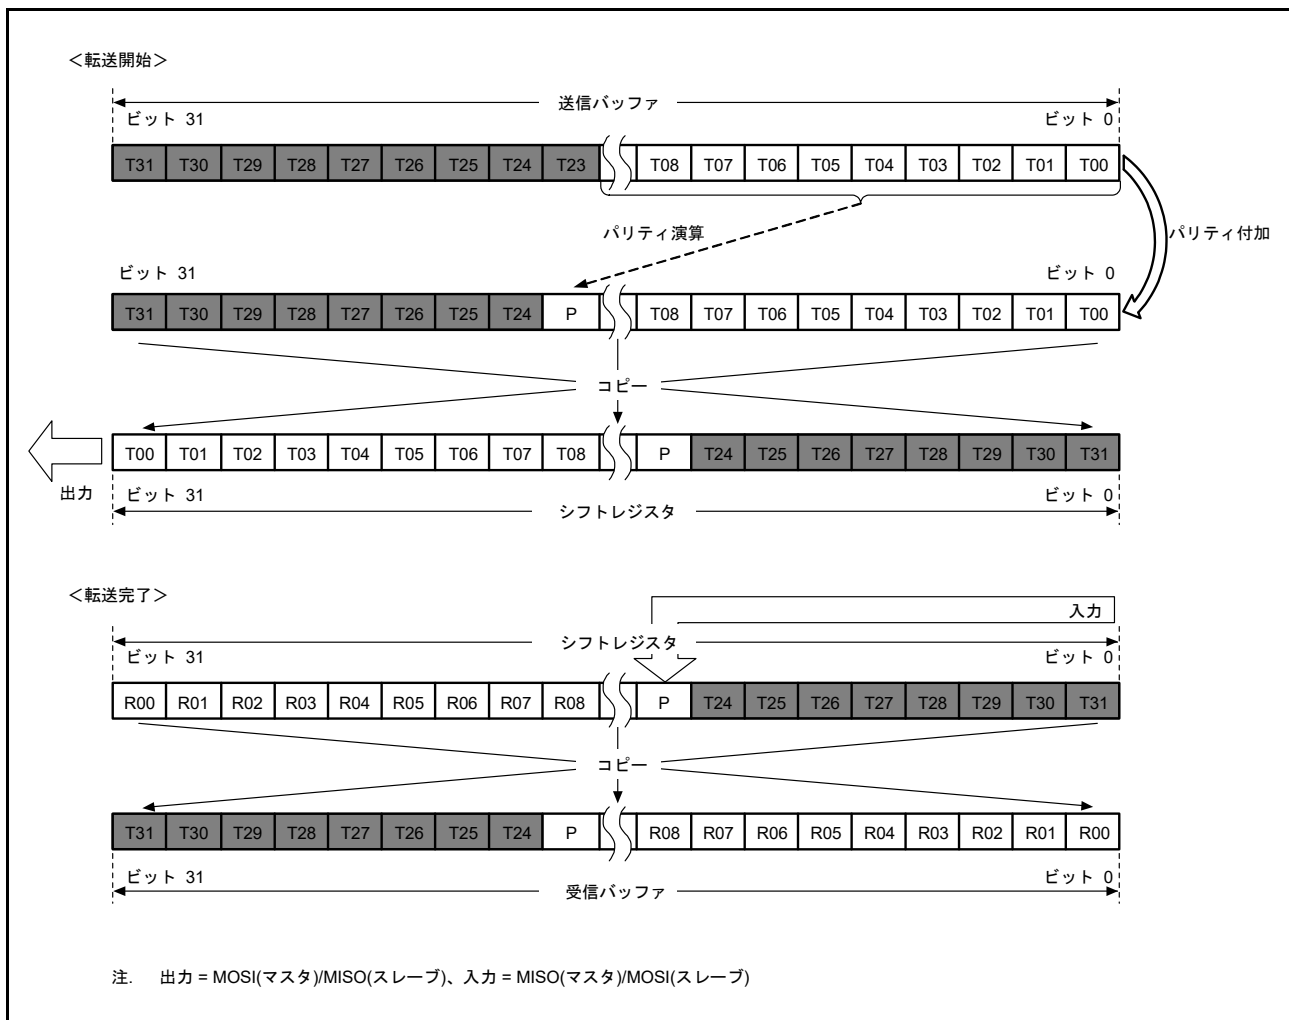 ＜転送開始＞
送信バッファ
ビット 31 ビット 0
T31 T30 T29 T28 T27 T26 T25 T24 T23 T08 T07 T06 T05 T04 T03 T02 T01 T00
パリティ演算 パリティ付加
ビット 31 ビット 0
T31 T30 T29 T28 T27 T26 T25 T24 P T08 T07 T06 T05 T04 T03 T02 T01 T00
コピー
T00 T01 T02 T03 T04 T05 T06 T07 T08 P T24 T25 T26 T27 T28 T29 T30 T31
出力 ビット 31 ビット 0
シフトレジスタ
＜転送完了＞
入力
シフトレジスタ
ビット 31 ビット 0
R00 R01 R02 R03 R04 R05 R06 R07 R08 P T24 T25 T26 T27 T28 T29 T30 T31
コピー
T31 T30 T29 T28 T27 T26 T25 T24 P R08 R07 R06 R05 R04 R03 R02 R01 R00
ビット 31 ビット 0
受信バッファ
注. 出力 = MOSI(マスタ)/MISO(スレーブ)、入力 = MISO(マスタ)/MOSI(スレーブ)